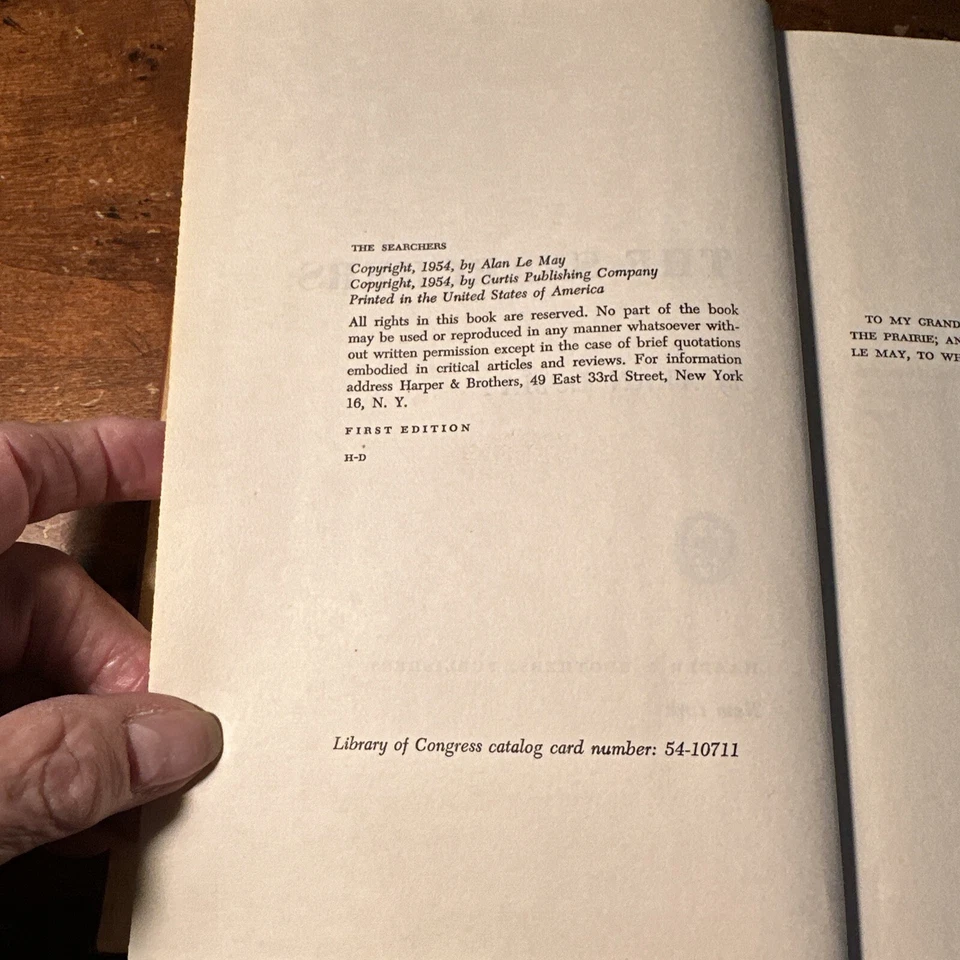 THE SEARCHERS
Copyright, 1954, by Alan Le May
Copyright, 1954, by Curtis Publishing Company
Printed in the United States of America
All rights in this book are reserved. No part of the book
may be used or reproduced in any manner whatsoever with-
out written permission except in the case of brief quotations
embodied in critical articles and reviews. For information
address Harper & Brothers, 49 East 33rd Street, New York
16, N. Y.
FIRST EDITION
H-D
Library of Congress catalog card number: 54-10711
TO MY GRAND
THE PRAIRIE; AN
LE MAY, TO WH